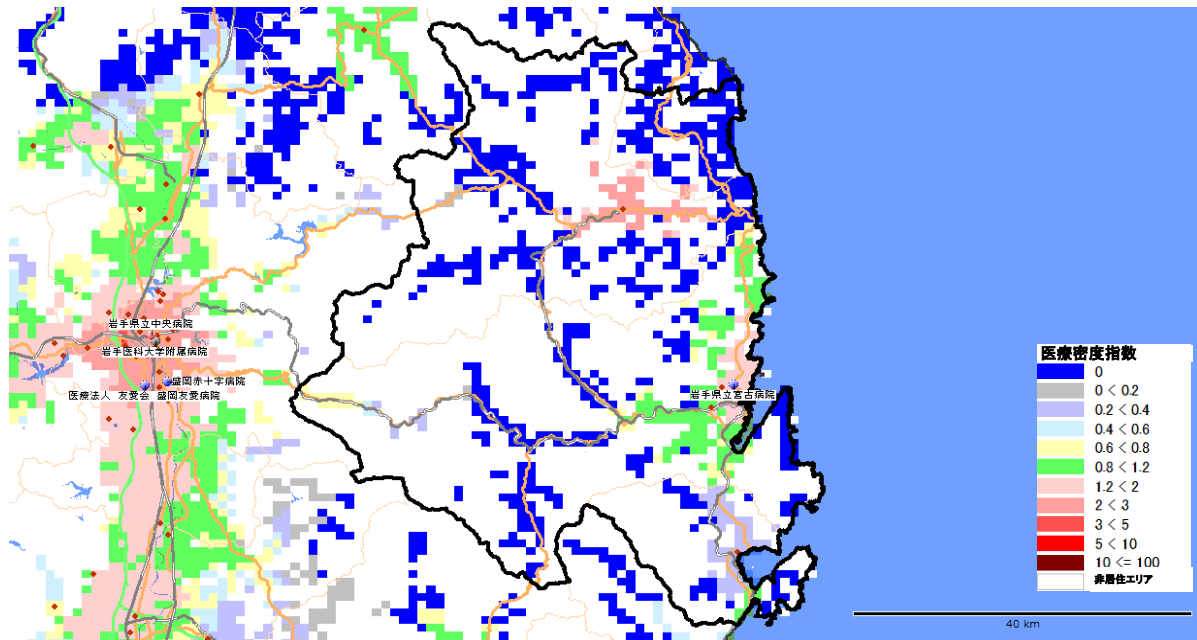 岩手県立中央病院
岩手医科大学附属病院
盛岡赤十字病院
医療法人 友愛会 盛岡友愛病院
岩手県立宮古病院
医療密度指数
0
0 < 0.2
0.2 < 0.4
0.4 < 0.6
0.6 < 0.8
0.8 < 1.2
1.2 < 2
2 < 3
3 < 5
5 < 10
10 <= 100
非居住エリア
40 km